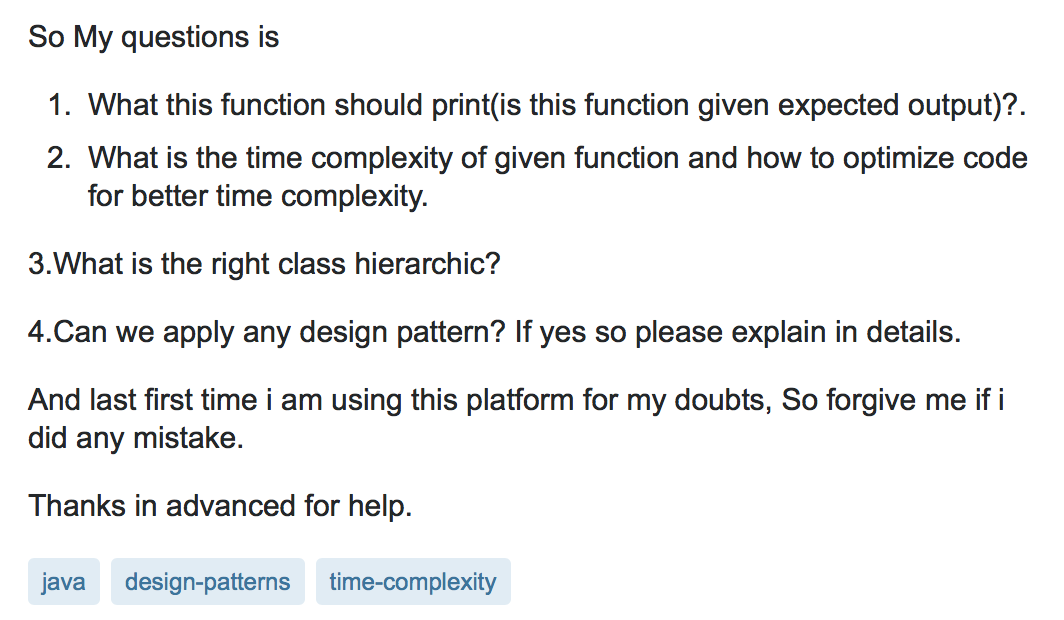 So My questions is
1. What this function should print(is this function given expected output)?.
2. What is the time complexity of given function and how to optimize code
for better time complexity.
3.What is the right class hierarchic?
4.Can we apply any design pattern? If yes so please explain in details.
And last first time i am using this platform for my doubts, So forgive me if i
did any mistake.
Thanks in advanced for help.
java design-patterns time-complexity